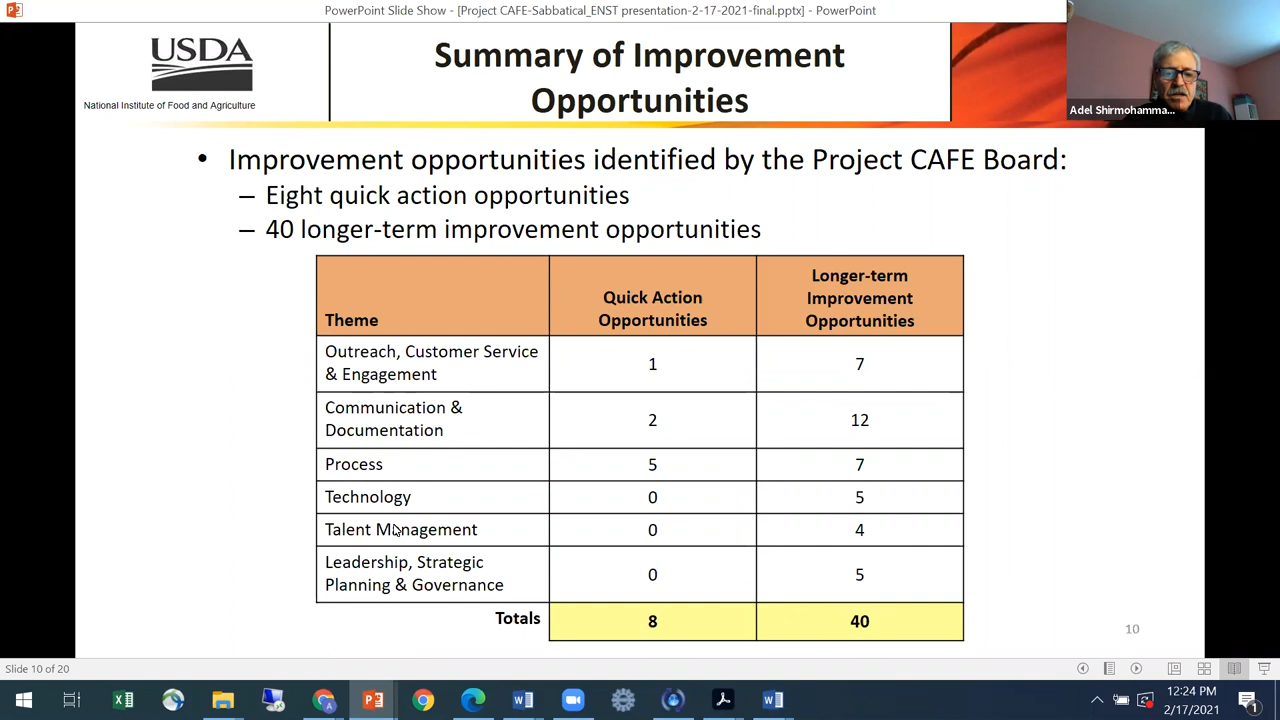 PowerPoint Slide Show - [Project CAFE-Sabbatical_ENST presentation-2-17-2021-final.pptx] - PowerPoint
USDA
National Institute of Food and Agriculture
Summary of Improvement
Opportunities
Adel Shirmohamma...
• Improvement opportunities identified by the Project CAFE Board:
– Eight quick action opportunities
– 40 longer-term improvement opportunities
Theme
Quick Action
Opportunities
Longer-term
Improvement
Opportunities
Outreach, Customer Service
& Engagement
1
7
Communication &
Documentation
2
12
Process
5
7
Technology
0
5
Talent Management
0
4
Leadership, Strategic
Planning & Governance
0
5
Totals
8
40
10
Slide 10 of 20
12:24 PM
2/17/2021
1